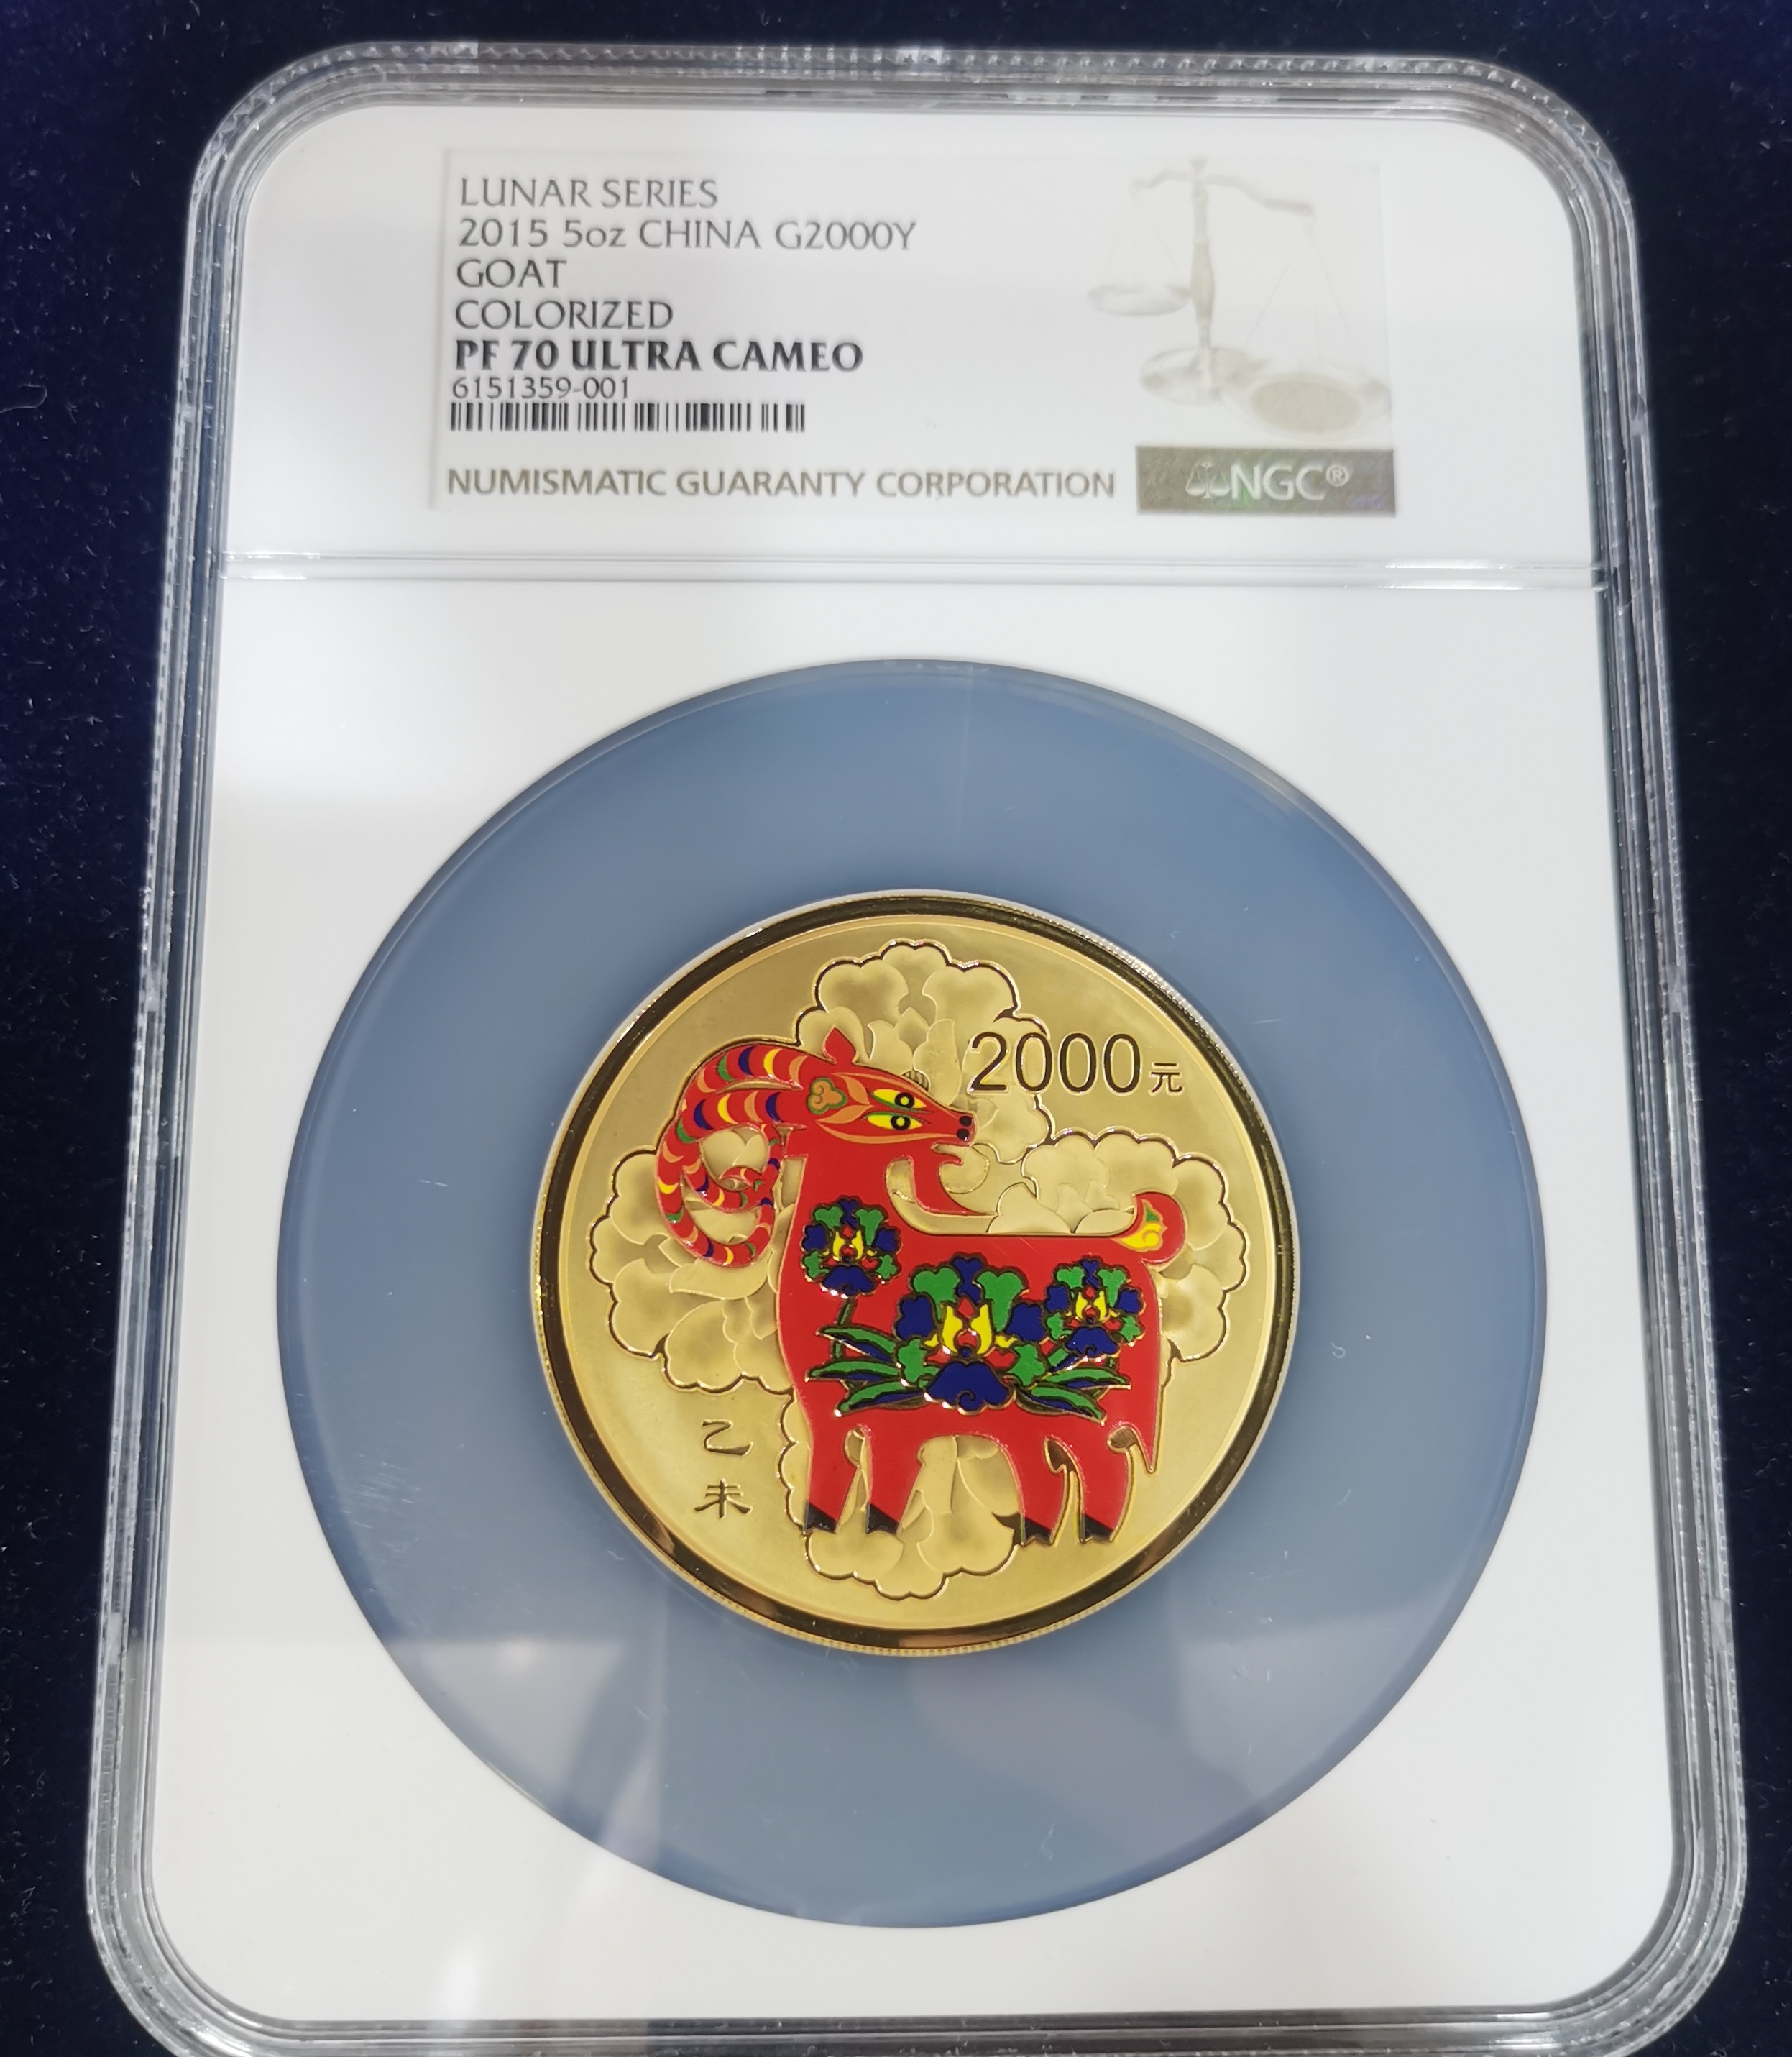 LUNAR SERIES
2015 5oz CHINA G2000Y
GOAT
COLORIZED
PF 70 ULTRA CAMEO
6151359-001
NUMISMATIC GUARANTY CORPORATION
NGC®
2000元
乙
未